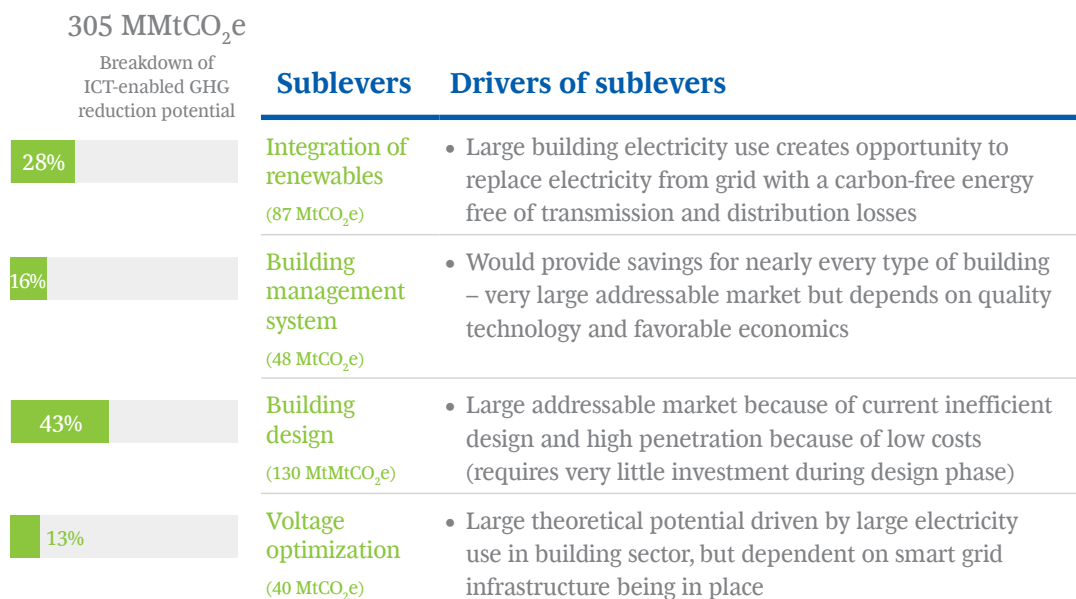 305 MMtCO₂e
Breakdown of
ICT-enabled GHG
reduction potential
Sublevers
Drivers of sublevers
28%
Integration of
renewables
(87 MtCO₂e)
• Large building electricity use creates opportunity to
replace electricity from grid with a carbon-free energy
free of transmission and distribution losses
16%
Building
management
system
(48 MtCO₂e)
• Would provide savings for nearly every type of building
– very large addressable market but depends on quality
technology and favorable economics
43%
Building
design
(130 MtMtCO₂e)
• Large addressable market because of current inefficient
design and high penetration because of low costs
(requires very little investment during design phase)
13%
Voltage
optimization
(40 MtCO₂e)
• Large theoretical potential driven by large electricity
use in building sector, but dependent on smart grid
infrastructure being in place